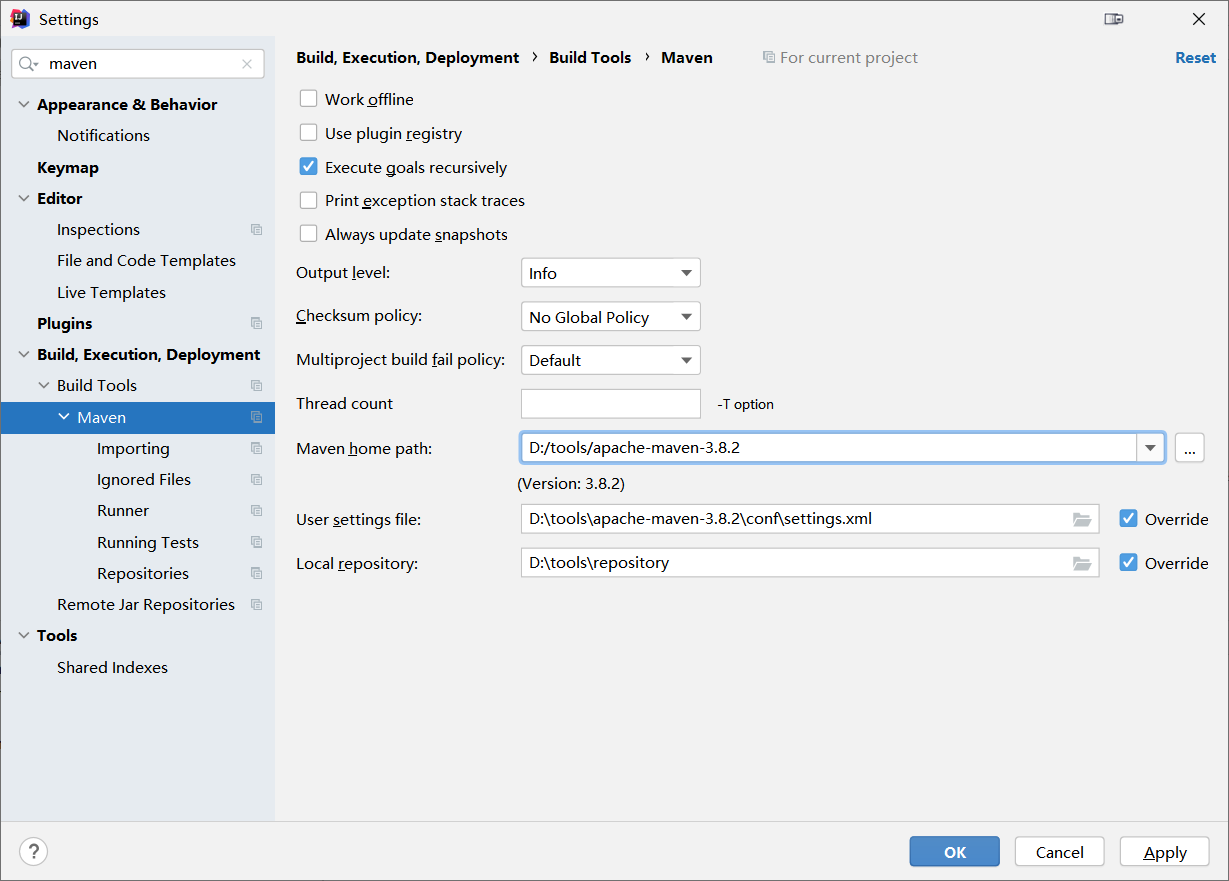 Settings
maven
Appearance & Behavior
Notifications
Keymap
Editor
Inspections
File and Code Templates
Live Templates
Plugins
Build, Execution, Deployment
Build Tools
Maven
Importing
Ignored Files
Runner
Running Tests
Repositories
Remote Jar Repositories
Tools
Shared Indexes
Build, Execution, Deployment › Build Tools › Maven For current project Reset
Work offline
Use plugin registry
Execute goals recursively
Print exception stack traces
Always update snapshots
Output level: Info
Checksum policy: No Global Policy
Multiproject build fail policy: Default
Thread count -T option
Maven home path: D:/tools/apache-maven-3.8.2 ...
(Version: 3.8.2)
User settings file: D:\tools\apache-maven-3.8.2\conf\settings.xml Override
Local repository: D:\tools\repository Override
? OK Cancel Apply